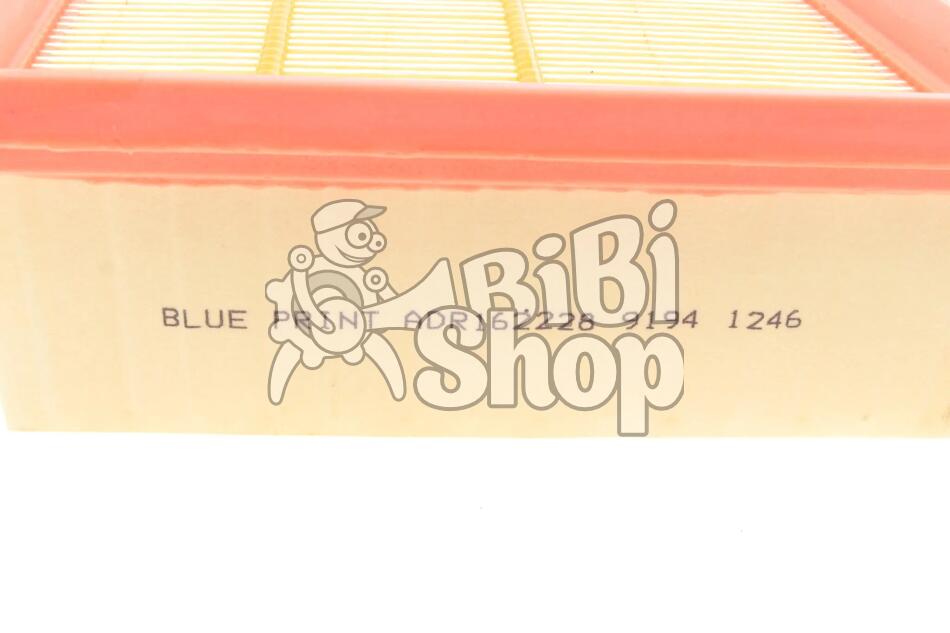 BiBi
BLUE PRINT ADR162228 9194 1246
Shop